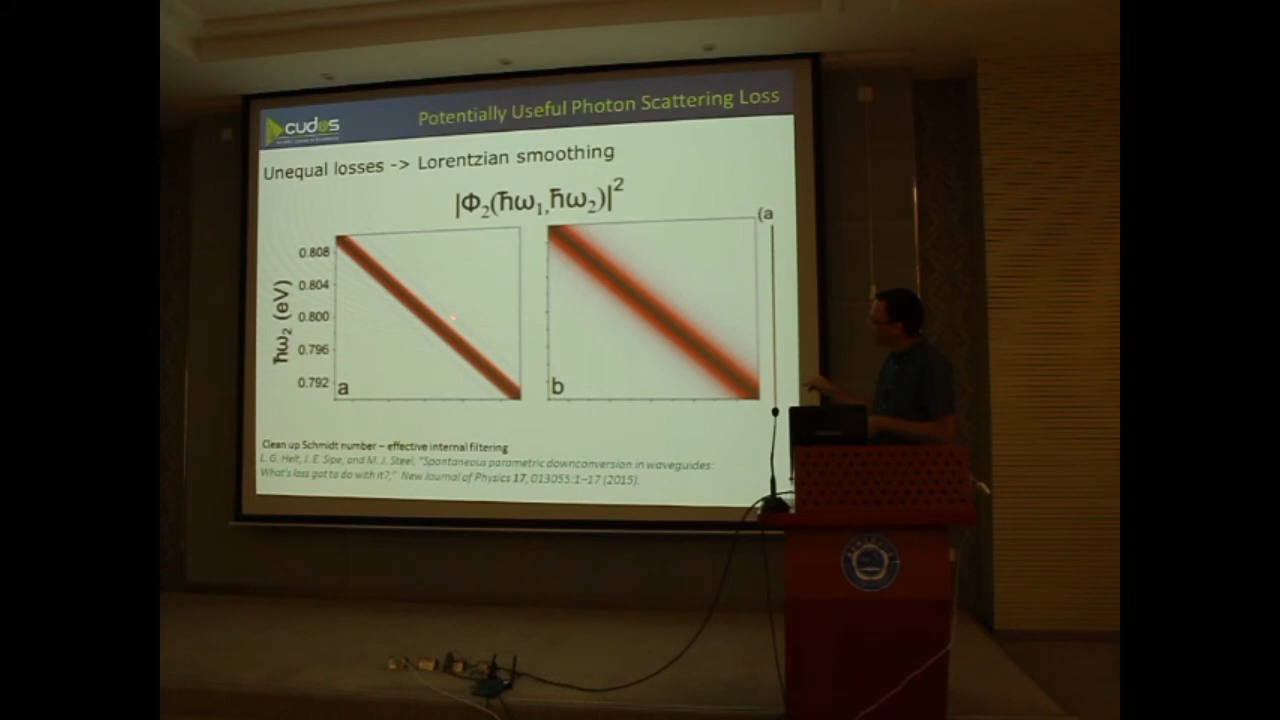 cudos
Potentially Useful Photon Scattering Loss
Unequal losses -> Lorentzian smoothing
|Φ₂(ħω₁,ħω₂)|²
(a
ħω₂ (eV)
0.808
0.804
0.800
0.796
0.792
a
b
Clean up Schmidt number – effective internal filtering
L. G. Helt, J. E. Sipe, and M. J. Steel, "Spontaneous parametric downconversion in waveguides:
What's loss got to do with it?," New Journal of Physics 17, 013055:1–17 (2015).